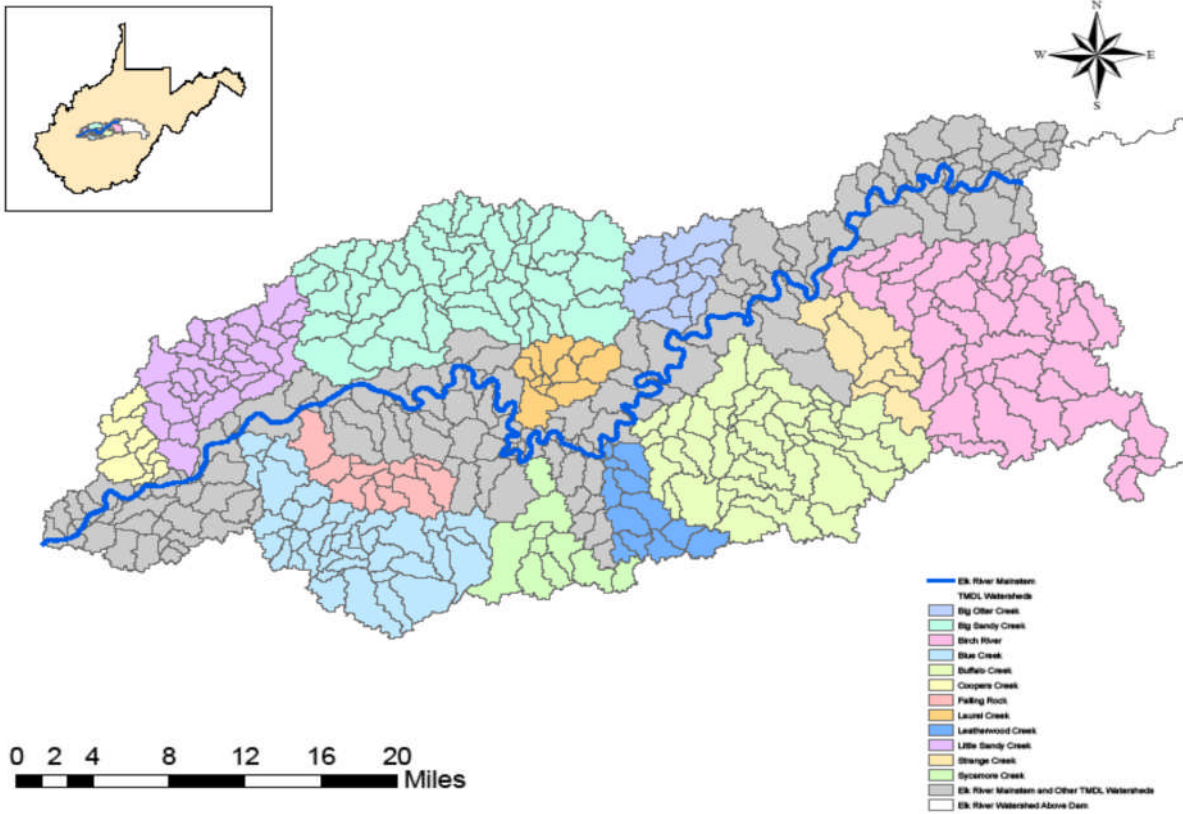 N
W E
S
Elk River Mainstem
TMDL Watersheds
Big Otter Creek
Big Sandy Creek
Birch River
Blue Creek
Buffalo Creek
Coopers Creek
Falling Rock
Laurel Creek
Leatherwood Creek
Little Sandy Creek
Strange Creek
Sycamore Creek
Elk River Mainstem and Other TMDL Watersheds
Elk River Watershed Above Dam
0 2 4 8 12 16 20
Miles